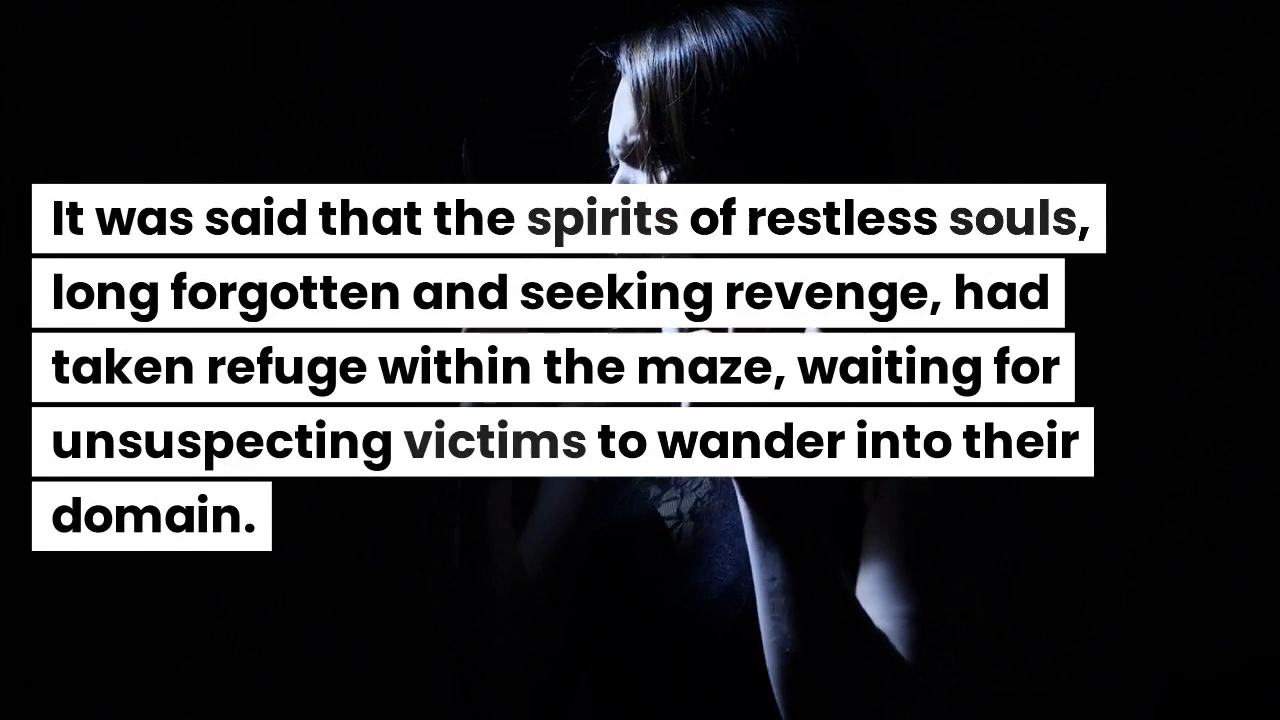 It was said that the spirits of restless souls,
long forgotten and seeking revenge, had
taken refuge within the maze, waiting for
unsuspecting victims to wander into their
domain.